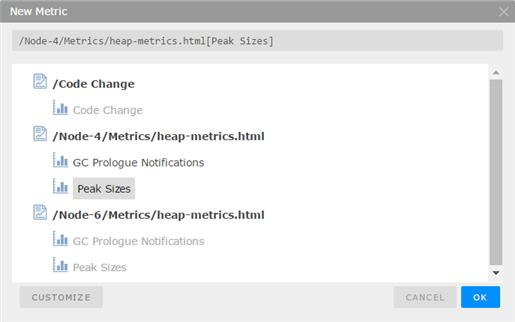 New Metric
/Node-4/Metrics/heap-metrics.html[Peak Sizes]
/Code Change
Code Change
/Node-4/Metrics/heap-metrics.html
GC Prologue Notifications
Peak Sizes
/Node-6/Metrics/heap-metrics.html
GC Prologue Notifications
Peak Sizes
CUSTOMIZE CANCEL OK